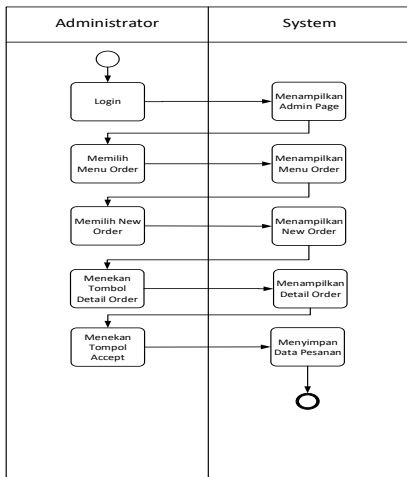 Administrator
System
Login
Menampilkan
Admin Page
Memilih
Menu Order
Menampilkan
Menu Order
Memilih New
Order
Menampilkan
New Order
Menekan
Tombol
Detail Order
Menampilkan
Detail Order
Menekan
Tompol
Accept
Menyimpan
Data Pesanan